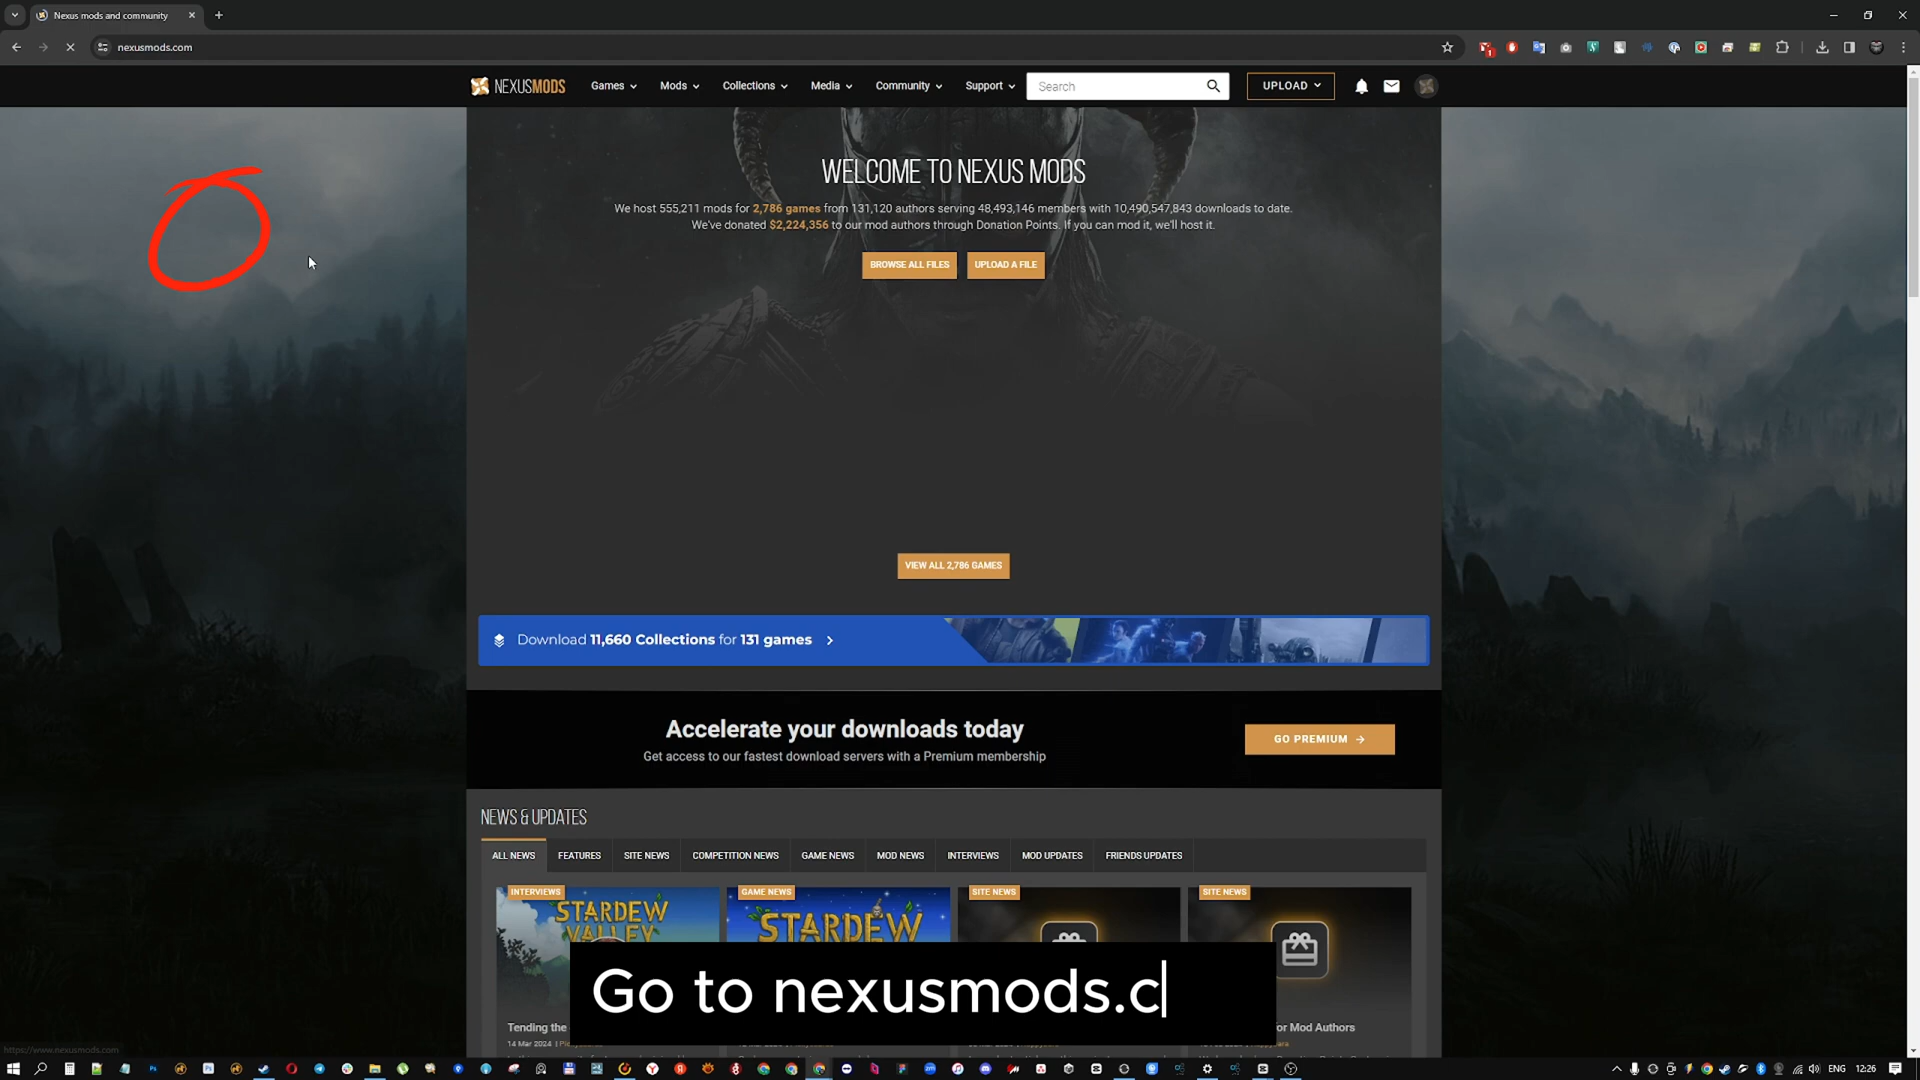 Nexus mods and community
nexusmods.com
NEXUSMODS
Games
Mods
Collections
Media
Community
Support
Search
UPLOAD
WELCOME TO NEXUS MODS
We host 555,211 mods for 2,786 games from 131,120 authors serving 48,493,146 members with 10,490,547,843 downloads to date.
We've donated $2,224,356 to our mod authors through Donation Points. If you can mod it, we'll host it.
BROWSE ALL FILES
UPLOAD A FILE
VIEW ALL 2,786 GAMES
Download 11,660 Collections for 131 games
Accelerate your downloads today
Get access to our fastest download servers with a Premium membership
GO PREMIUM
NEWS & UPDATES
ALL NEWS
FEATURES
SITE NEWS
COMPETITION NEWS
GAME NEWS
MOD NEWS
INTERVIEWS
MOD UPDATES
FRIENDS UPDATES
INTERVIEWS
GAME NEWS
SITE NEWS
SITE NEWS
STARDEW
VALLEY
STARDEW
Go to nexusmods.c
Tending the
or Mod Authors
14 Mar 2024
https://www.nexusmods.com
ENG
12:26